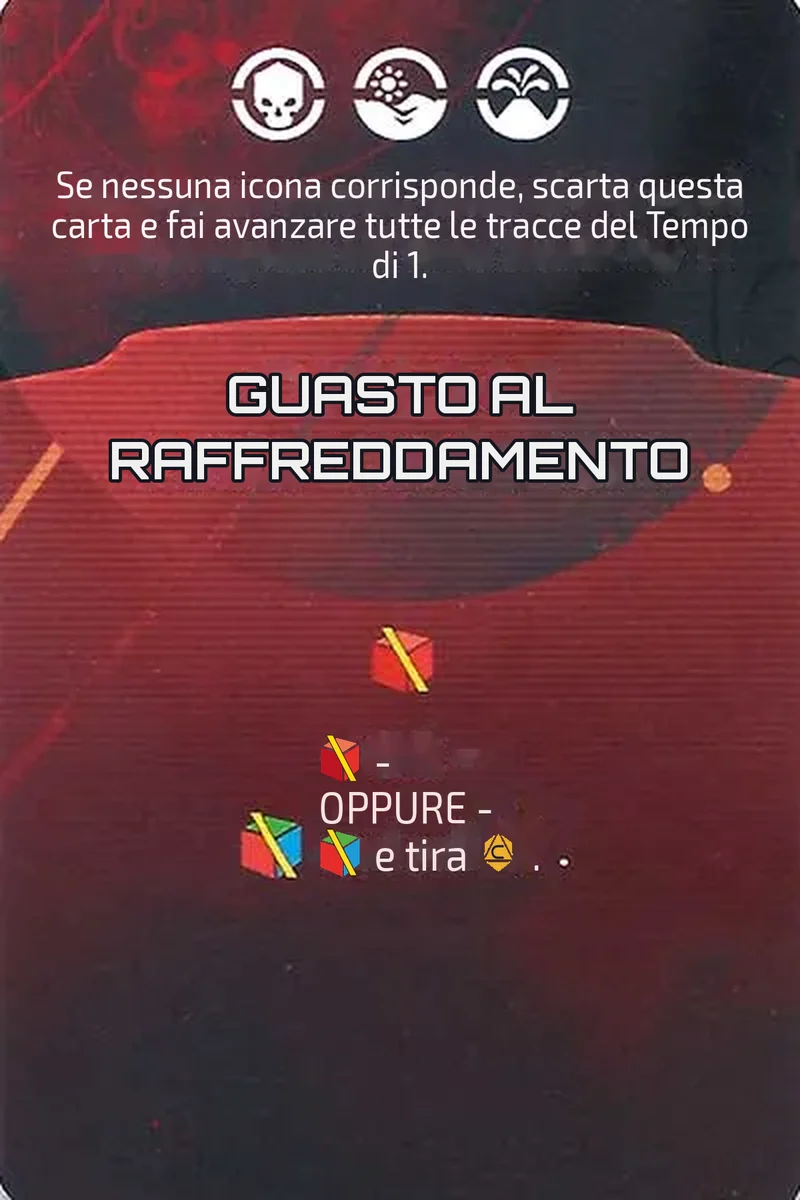 Se nessuna icona corrisponde, scarta questa
carta e fai avanzare tutte le tracce del Tempo
di 1.
GUASTO AL
RAFFREDDAMENTO
-
OPPURE -
e tira C . .